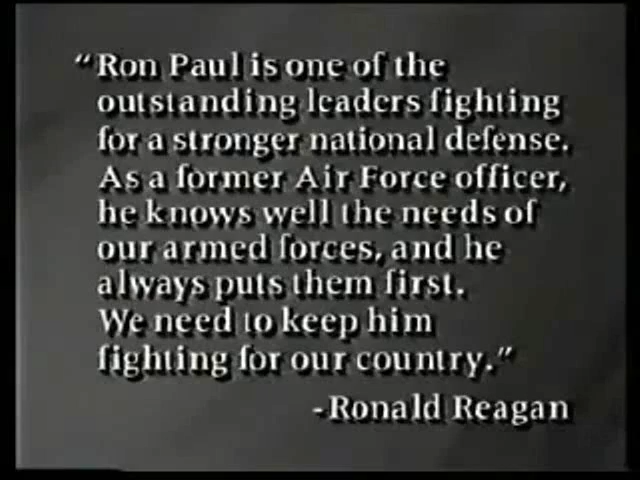 “Ron Paul is one of the
outstanding leaders fighting
for a stronger national defense.
As a former Air Force officer,
he knows well the needs of
our armed forces, and he
always puts them first.
We need to keep him
fighting for our country.”
-Ronald Reagan